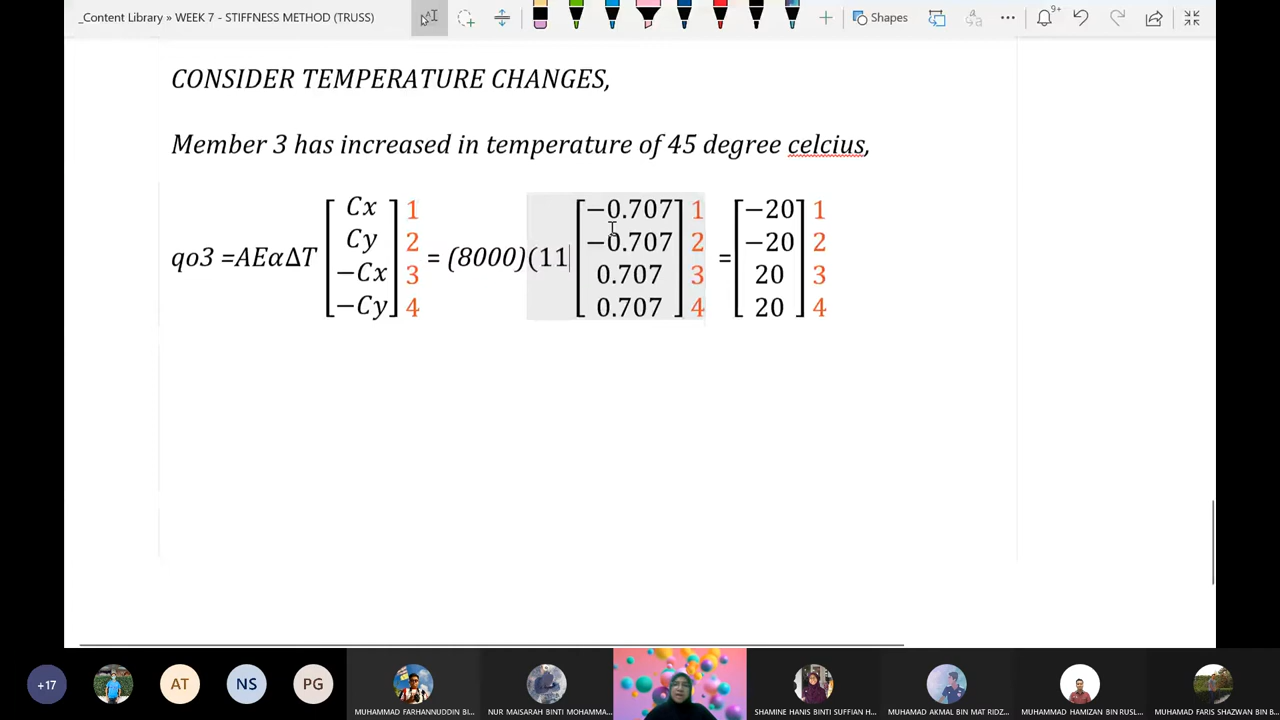 _Content Library » WEEK 7 - STIFFNESS METHOD (TRUSS)
Shapes
9+
CONSIDER TEMPERATURE CHANGES,
Member 3 has increased in temperature of 45 degree celcius,
qo3 =AEαΔT [Cx Cy −Cx −Cy] 1 2 3 4 = (8000)(11 [−0.707 −0.707 0.707 0.707] 1 2 3 4 = [−20 −20 20 20] 1 2 3 4
+17
AT
NS
PG
MUHAMMAD FARHANNUDDIN BI...
NUR MAISARAH BINTI MOHAMMA...
SHAMINE HANIS BINTI SUFFIAN H...
MUHAMAD AKMAL BIN MAT RIDZ...
MUHAMMAD HAMIZAN BIN RUSL...
MUHAMAD FARIS SHAZWAN BIN B...